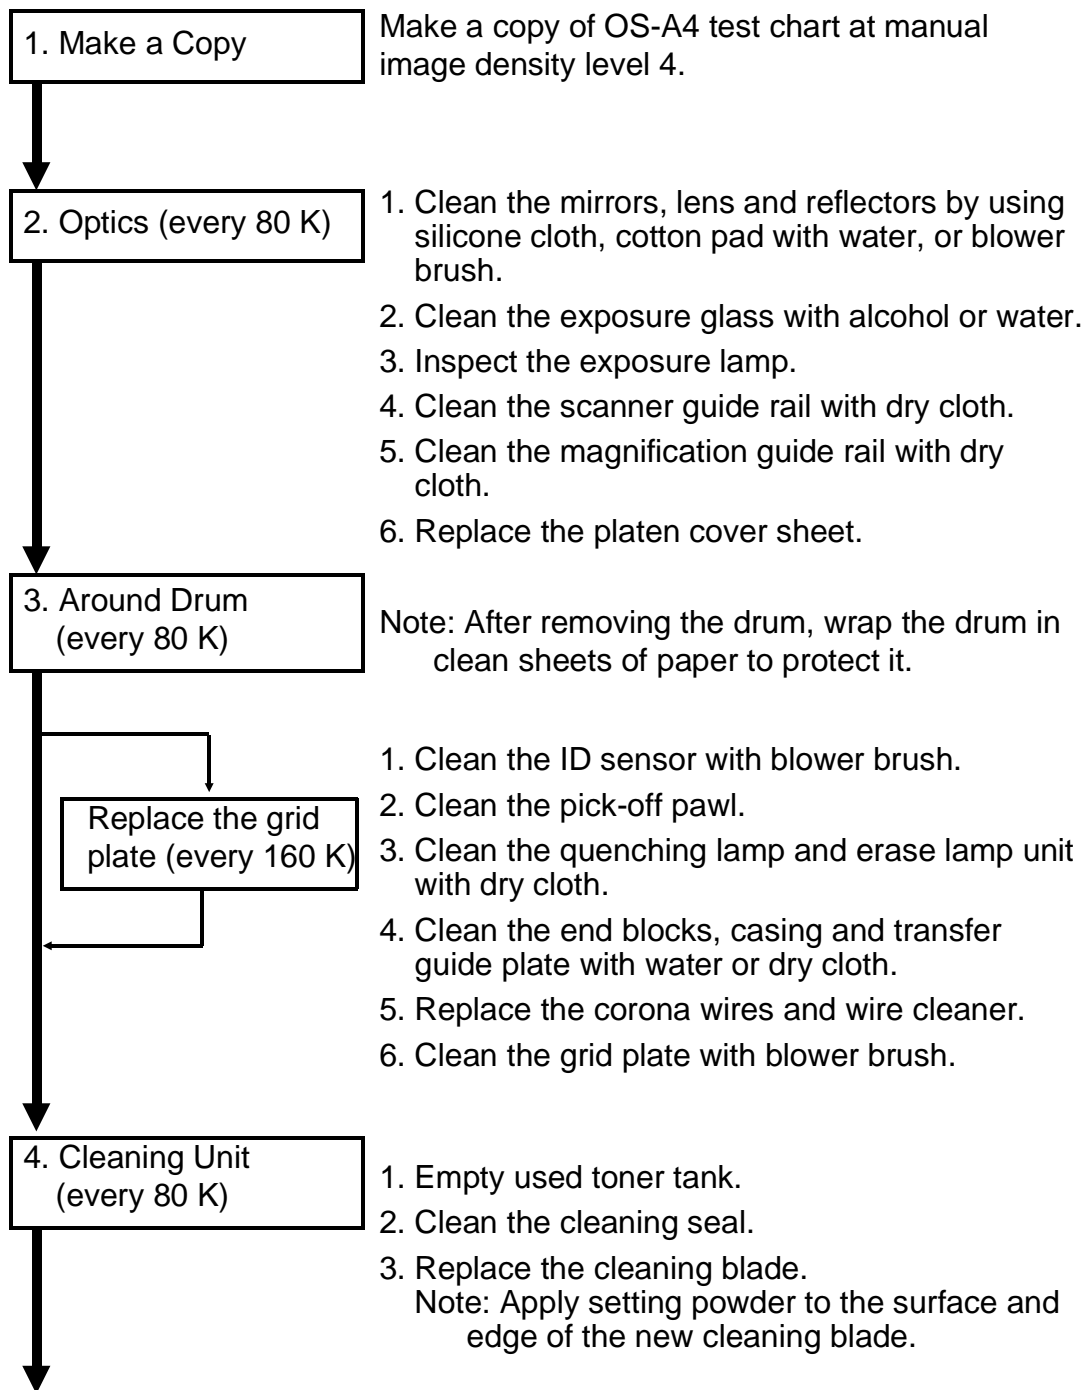 1. Make a Copy
Make a copy of OS-A4 test chart at manual
image density level 4.
2. Optics (every 80 K)
1. Clean the mirrors, lens and reflectors by using
silicone cloth, cotton pad with water, or blower
brush.
2. Clean the exposure glass with alcohol or water.
3. Inspect the exposure lamp.
4. Clean the scanner guide rail with dry cloth.
5. Clean the magnification guide rail with dry
cloth.
6. Replace the platen cover sheet.
3. Around Drum
(every 80 K)
Note: After removing the drum, wrap the drum in
clean sheets of paper to protect it.
Replace the grid
plate (every 160 K)
1. Clean the ID sensor with blower brush.
2. Clean the pick-off pawl.
3. Clean the quenching lamp and erase lamp unit
with dry cloth.
4. Clean the end blocks, casing and transfer
guide plate with water or dry cloth.
5. Replace the corona wires and wire cleaner.
6. Clean the grid plate with blower brush.
4. Cleaning Unit
(every 80 K)
1. Empty used toner tank.
2. Clean the cleaning seal.
3. Replace the cleaning blade.
Note: Apply setting powder to the surface and
edge of the new cleaning blade.